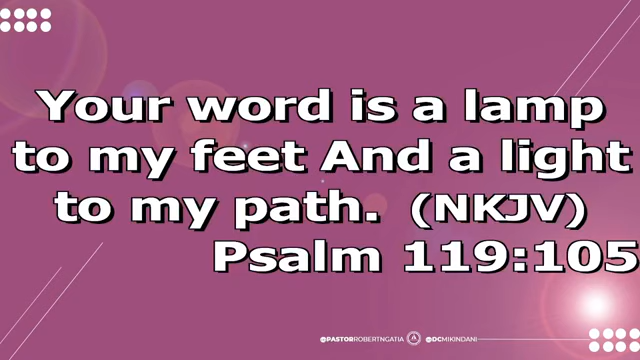 Your word is a lamp
to my feet And a light
to my path. (NKJV)
Psalm 119:105
@PASTORROBERTNGATIA @DCMIKINDANI